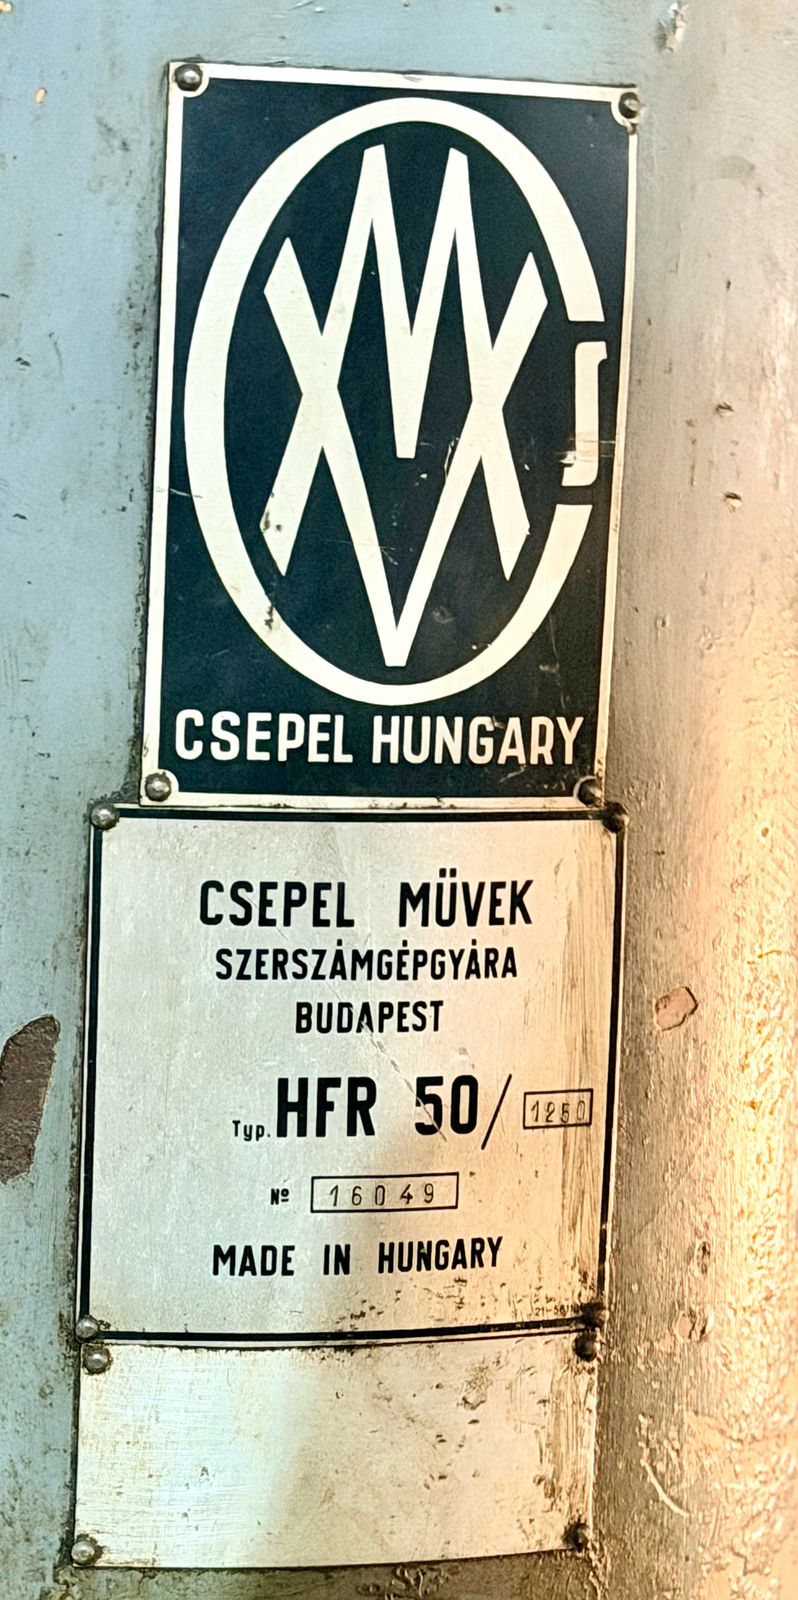 CSEPEL HUNGARY
CSEPEL MÜVEK
SZERSZÁMGÉPGYÁRA
BUDAPEST
Typ. HFR 50/ 1250
Nº 16049
MADE IN HUNGARY